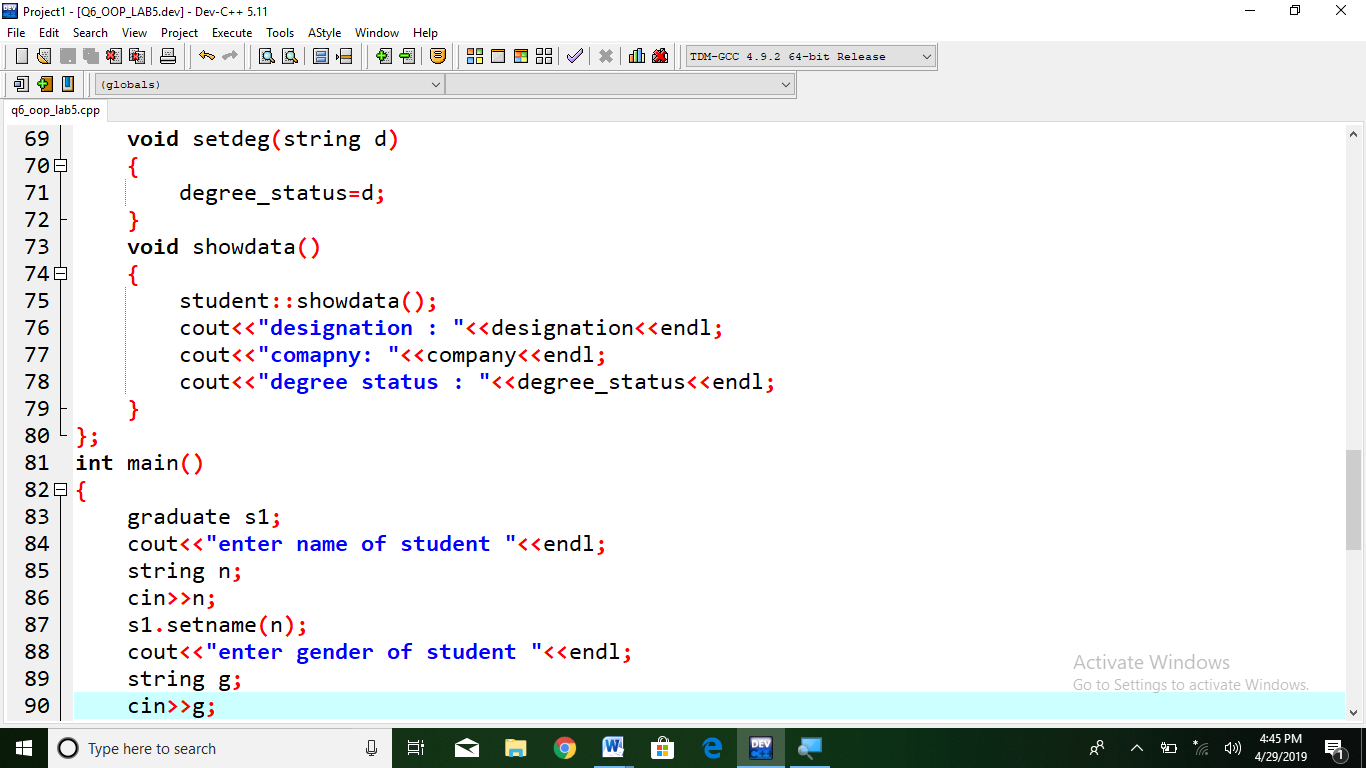 Project1 - [Q6_OOP_LAB5.dev] - Dev-C++ 5.11
File Edit Search View Project Execute Tools AStyle Window Help
TDM-GCC 4.9.2 64-bit Release
(globals)
q6_oop_lab5.cpp
69 void setdeg(string d)
70 {
71 degree_status=d;
72 }
73 void showdata()
74 {
75 student::showdata();
76 cout<<"designation : "<<designation<<endl;
77 cout<<"comapny: "<<company<<endl;
78 cout<<"degree status : "<<degree_status<<endl;
79 }
80 };
81 int main()
82 {
83 graduate s1;
84 cout<<"enter name of student "<<endl;
85 string n;
86 cin>>n;
87 s1.setname(n);
88 cout<<"enter gender of student "<<endl;
89 string g;
90 cin>>g;
Activate Windows
Go to Settings to activate Windows.
Type here to search
DEV
4:45 PM
4/29/2019
1